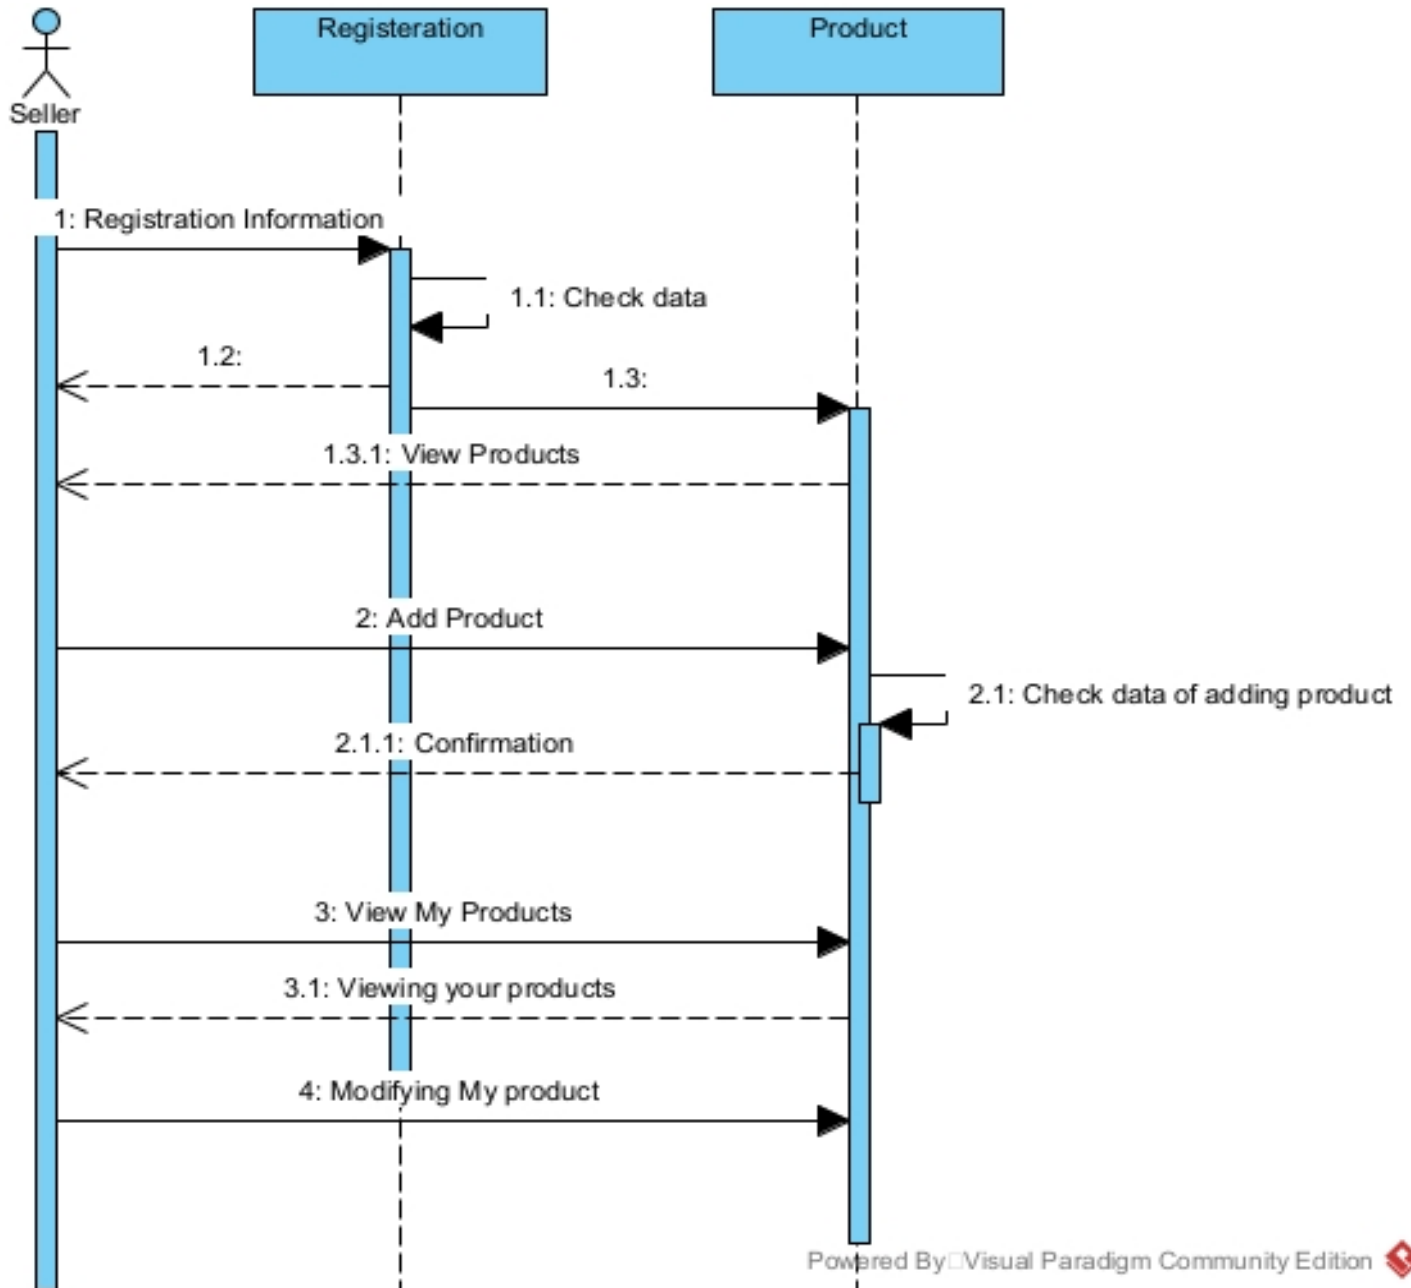 Registeration
Product
Seller
1: Registration Information
1.1: Check data
1.2:
1.3:
1.3.1: View Products
2: Add Product
2.1: Check data of adding product
2.1.1: Confirmation
3: View My Products
3.1: Viewing your products
4: Modifying My product
Powered By□Visual Paradigm Community Edition